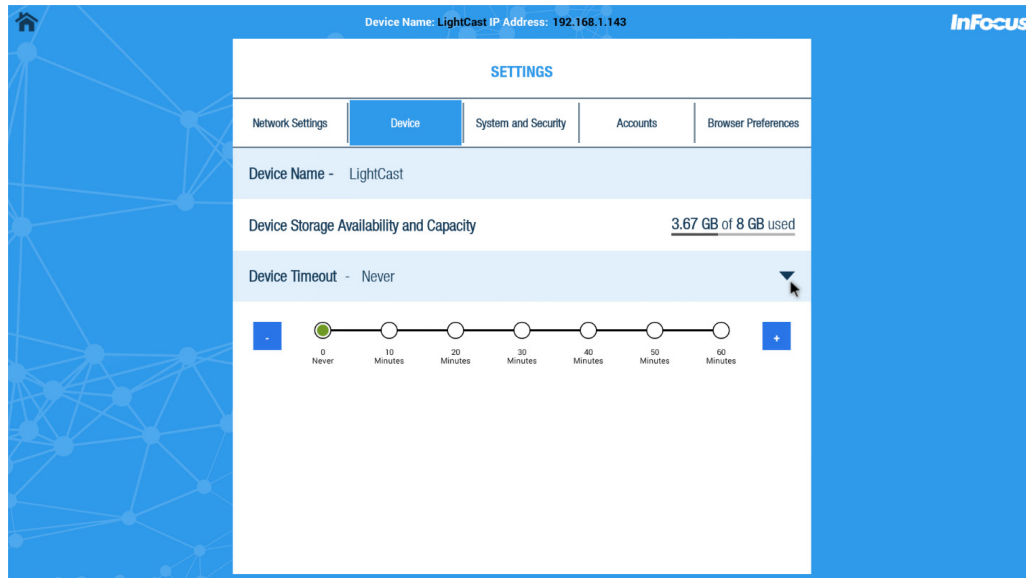 Device Name: LightCast IP Address: 192.168.1.143
InFocus
SETTINGS
Network Settings
Device
System and Security
Accounts
Browser Preferences
Device Name - LightCast
Device Storage Availability and Capacity
3.67 GB of 8 GB used
Device Timeout - Never
-
+
0
Never
10
Minutes
20
Minutes
30
Minutes
40
Minutes
50
Minutes
60
Minutes